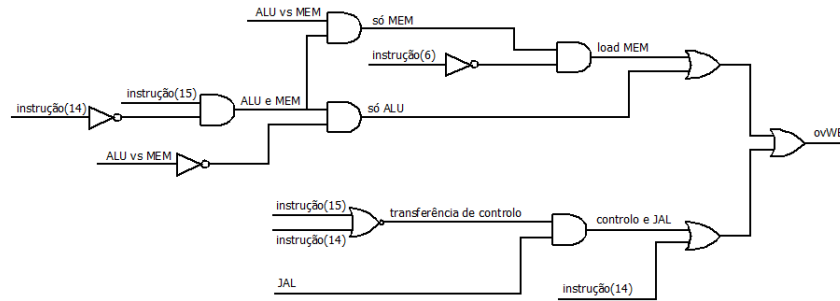 ALU vs MEM
só MEM
instrução(6)
load MEM
instrução(15)
instrução(14)
ALU e MEM
só ALU
ovWE
ALU vs MEM
instrução(15)
transferência de controlo
controlo e JAL
instrução(14)
JAL
instrução(14)